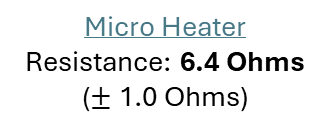 Micro Heater
Resistance: 6.4 Ohms
(± 1.0 Ohms)